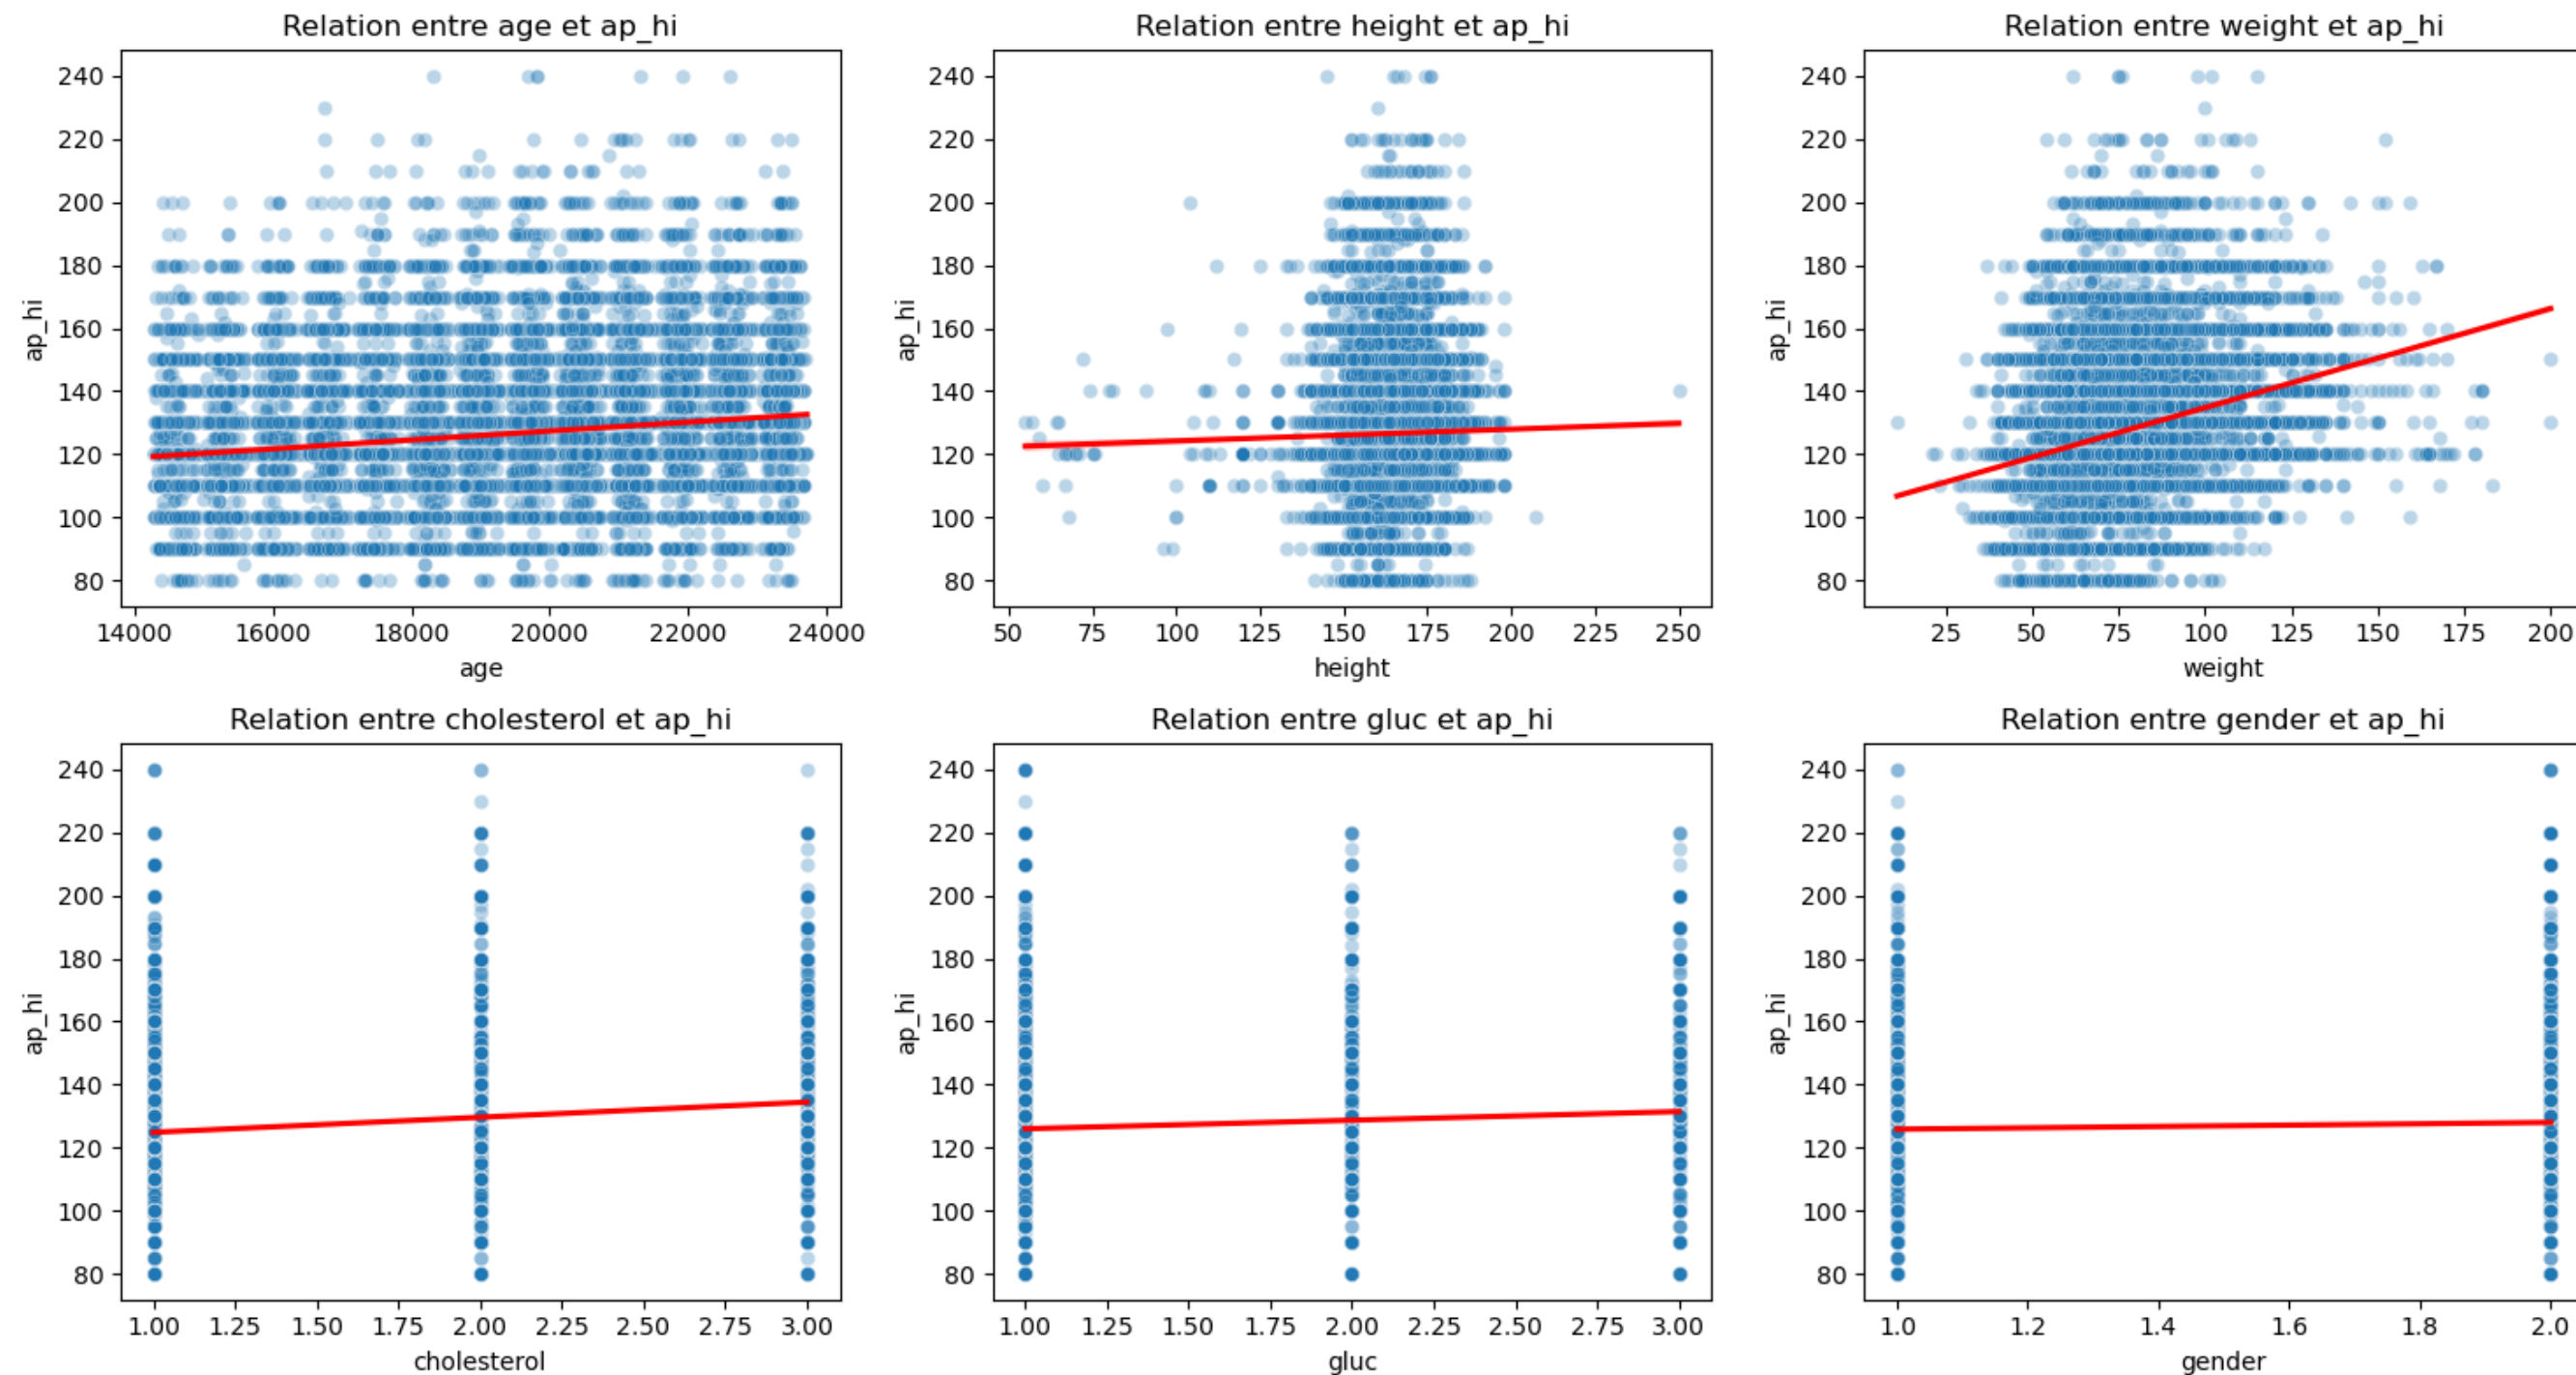 Relation entre age et ap_hi
240
220
200
180
160
140
120
100
80
ap_hi
14000 16000 18000 20000 22000 24000
age
Relation entre height et ap_hi
240
220
200
180
160
140
120
100
80
ap_hi
50 75 100 125 150 175 200 225 250
height
Relation entre weight et ap_hi
240
220
200
180
160
140
120
100
80
ap_hi
25 50 75 100 125 150 175 200
weight
Relation entre cholesterol et ap_hi
240
220
200
180
160
140
120
100
80
ap_hi
1.00 1.25 1.50 1.75 2.00 2.25 2.50 2.75 3.00
cholesterol
Relation entre gluc et ap_hi
240
220
200
180
160
140
120
100
80
ap_hi
1.00 1.25 1.50 1.75 2.00 2.25 2.50 2.75 3.00
gluc
Relation entre gender et ap_hi
240
220
200
180
160
140
120
100
80
ap_hi
1.0 1.2 1.4 1.6 1.8 2.0
gender